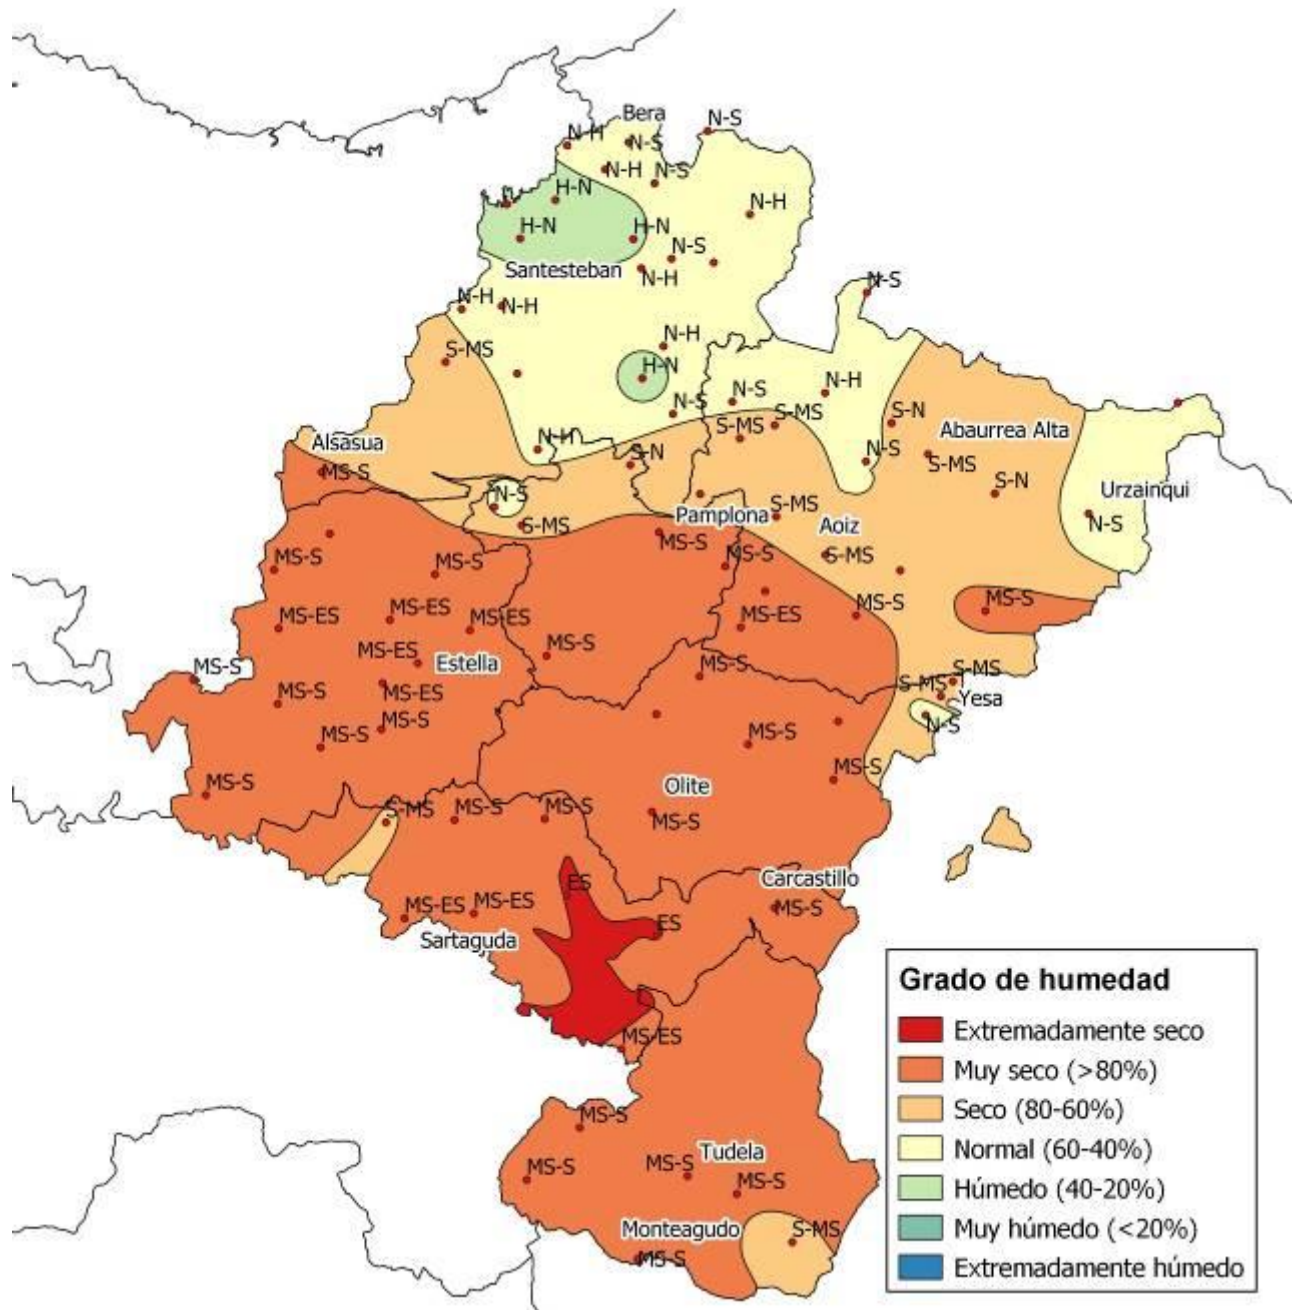 Bera
N-S
N-H
N-S
N-H
N-S
H-N
N-H
H-N
H-N
N-S
Santesteban
N-H
N-S
N-H
N-H
N-H
S-MS
H-N
N-H
N-S
N-S
S-MS
S-N
S-MS
Abaurrea Alta
Alsasua
N-H
S-N
N-S
S-MS
MS-S
S-N
Urzainqui
N-S
S-MS
Pamplona
S-MS
Aoiz
N-S
MS-S
MS-S
S-MS
MS-S
MS-S
MS-ES
MS-ES
MS-ES
MS-ES
MS-S
MS-S
MS-ES
Estella
MS-S
MS-S
MS-S
S-MS
S-MS
Yesa
MS-ES
MS-S
N-S
MS-S
MS-S
MS-S
MS-S
MS-S
Olite
S-MS
MS-S
MS-S
MS-S
ES
Carcastillo
MS-ES
MS-ES
MS-S
ES
Sartaguda
MS-ES
MS-S
Tudela
MS-S
MS-S
MS-S
Monteagudo
S-MS
MS-S
Grado de humedad
Extremadamente seco
Muy seco (>80%)
Seco (80-60%)
Normal (60-40%)
Húmedo (40-20%)
Muy húmedo (<20%)
Extremadamente húmedo